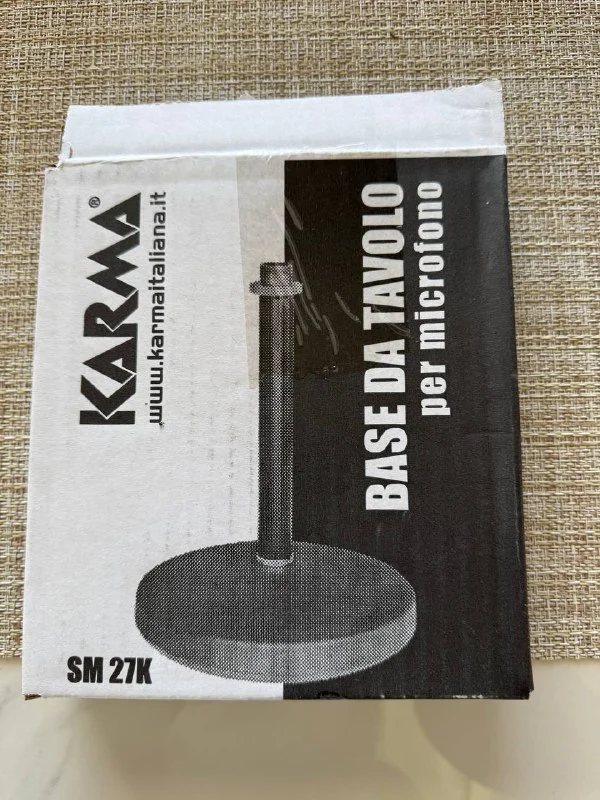 KARMA®
www.karmaitaliana.it
BASE DA TAVOLO
per microfono
SM 27K